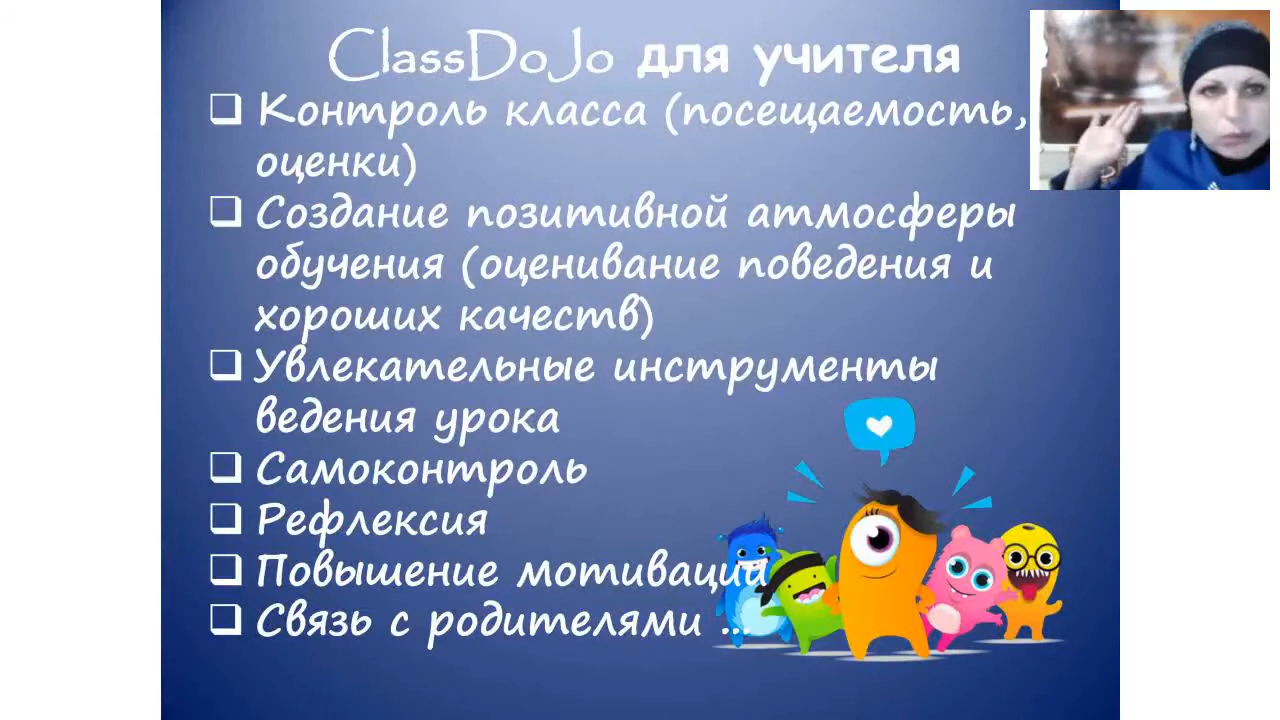 ClassDoJo для учителя
Контроль класса (посещаемость,
оценки)
Создание позитивной атмосферы
обучения (оценивание поведения и
хороших качеств)
Увлекательные инструменты
ведения урока
Самоконтроль
Рефлексия
Повышение мотивации
Связь с родителями ...